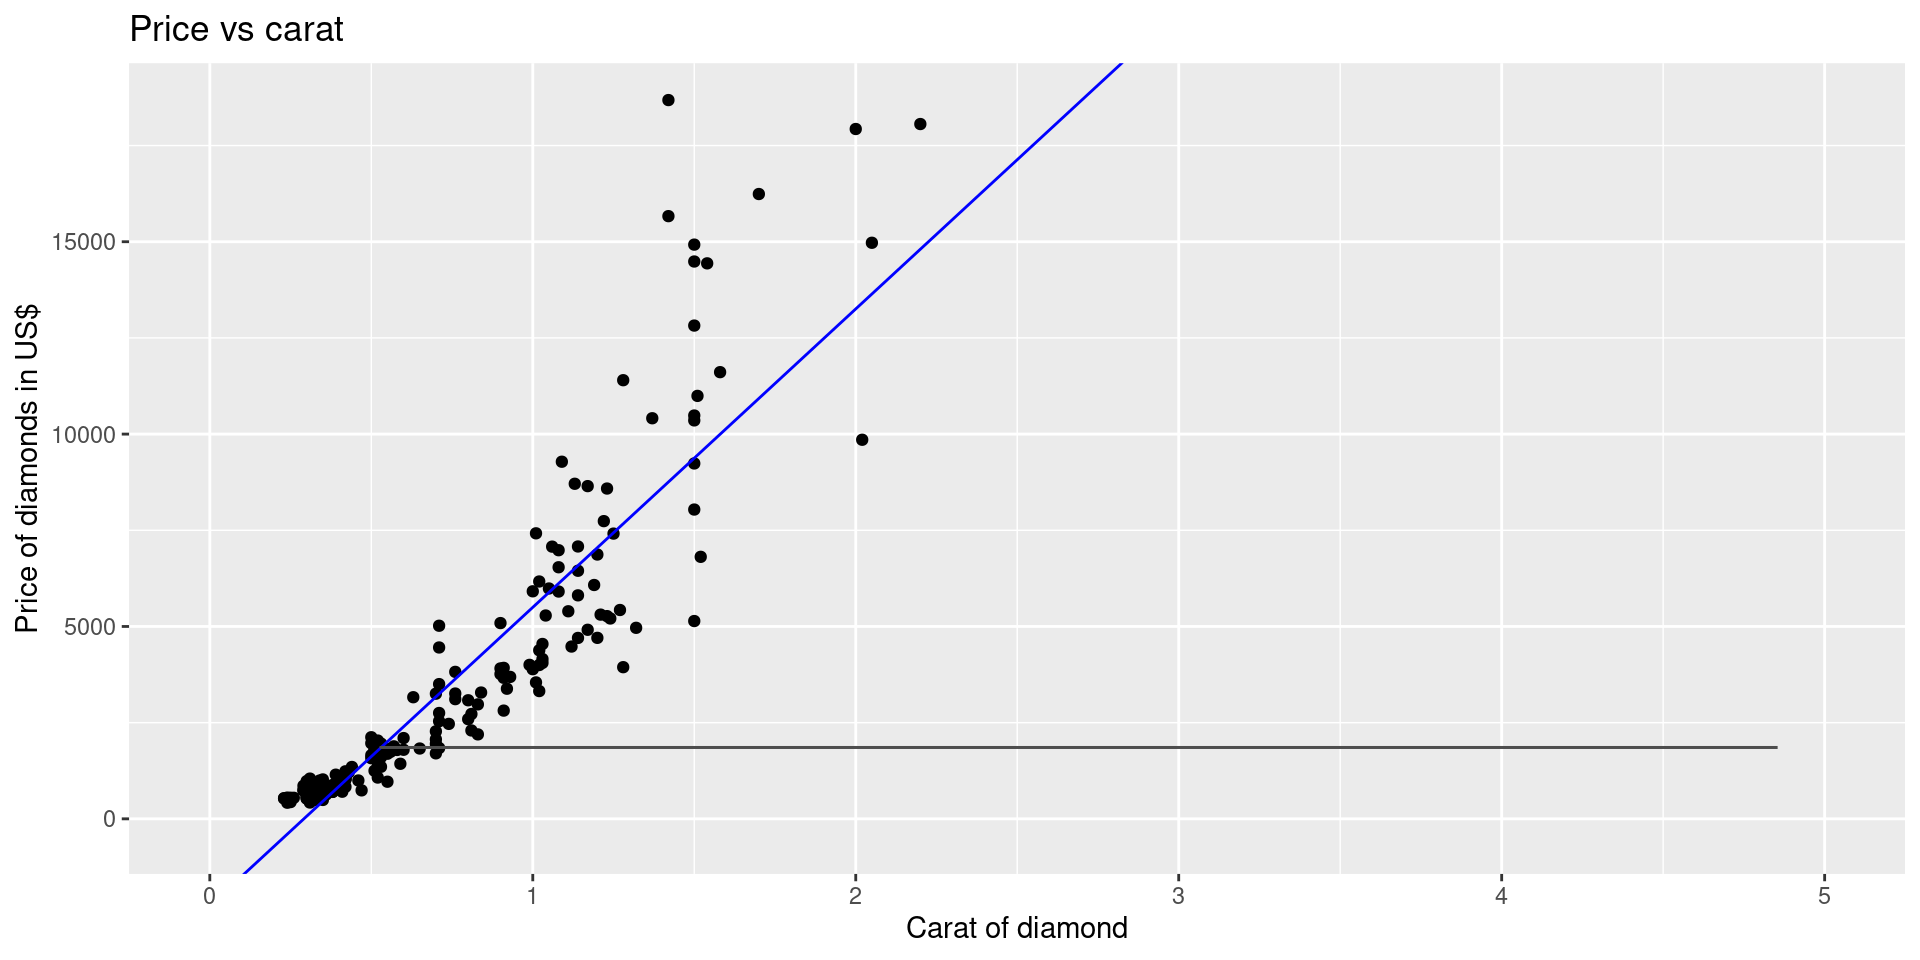 Price vs carat
Price of diamonds in US$
15000
10000
5000
0
0 1 2 3 4 5
Carat of diamond